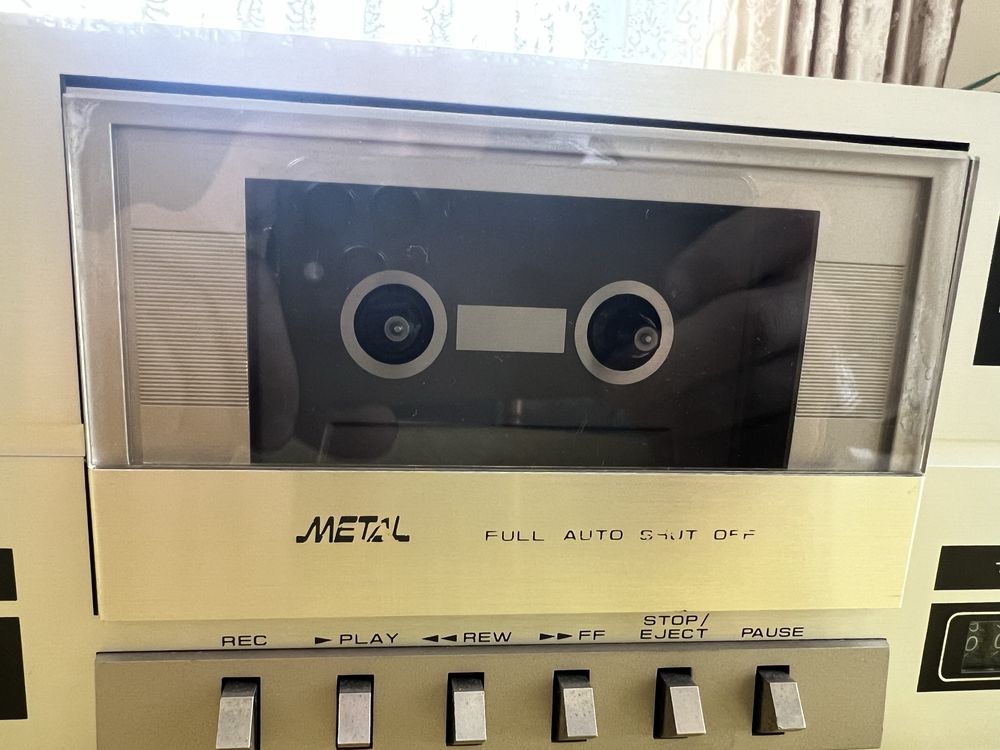 METAL FULL AUTO SHUT OFF
REC ►PLAY ◄◄REW ►►FF STOP/EJECT PAUSE